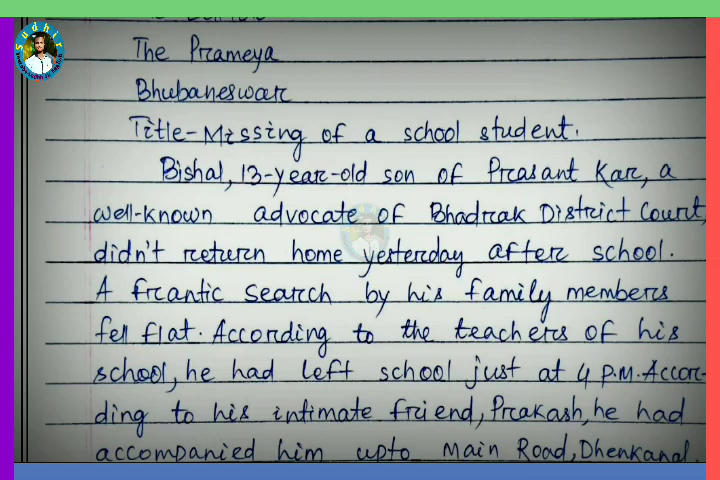 The Prameya
Bhubaneswar
Title-Missing of a school student.
Bishal, 13-year-old son of Prasant Kar, a
well-known advocate of Bhadrak District Court,
didn't return home yesterday after school.
A frantic search by his family members
fell flat. According to the teachers of his
school, he had left school just at 4 P.M. Accor-
ding to his intimate friend, Prakash, he had
accompanied him upto Main Road, Dhenkanal.
Sudhir